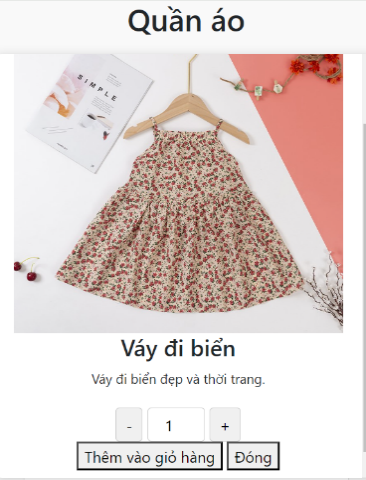 Quần áo
SIMPLE
Váy đi biển
Váy đi biển đẹp và thời trang.
- 1 +
Thêm vào giỏ hàng Đóng